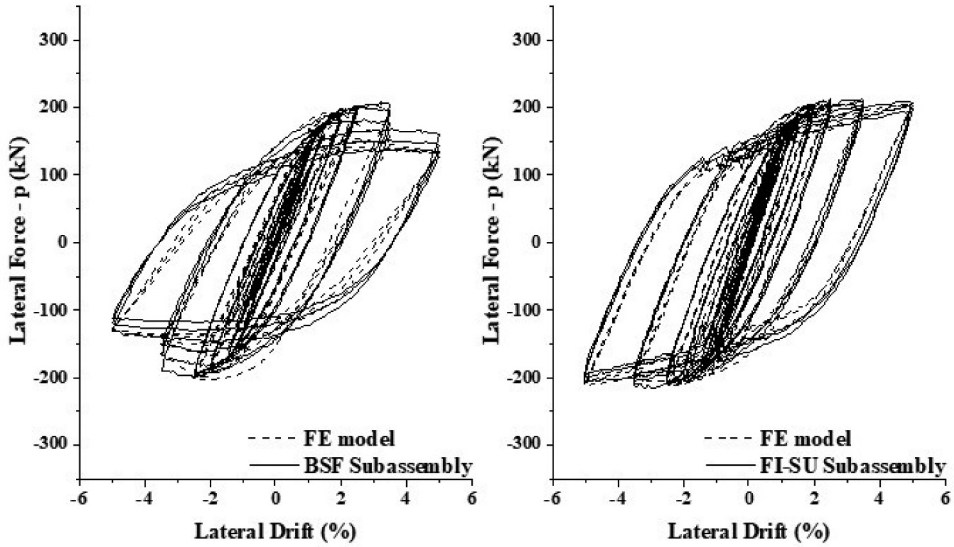 300
200
100
0
-100
-200
-300
Lateral Force - p (kN)
FE model
BSF Subassembly
-6 -4 -2 0 2 4 6
Lateral Drift (%)
300
200
100
0
-100
-200
-300
Lateral Force - p (kN)
FE model
FI-SU Subassembly
-6 -4 -2 0 2 4 6
Lateral Drift (%)